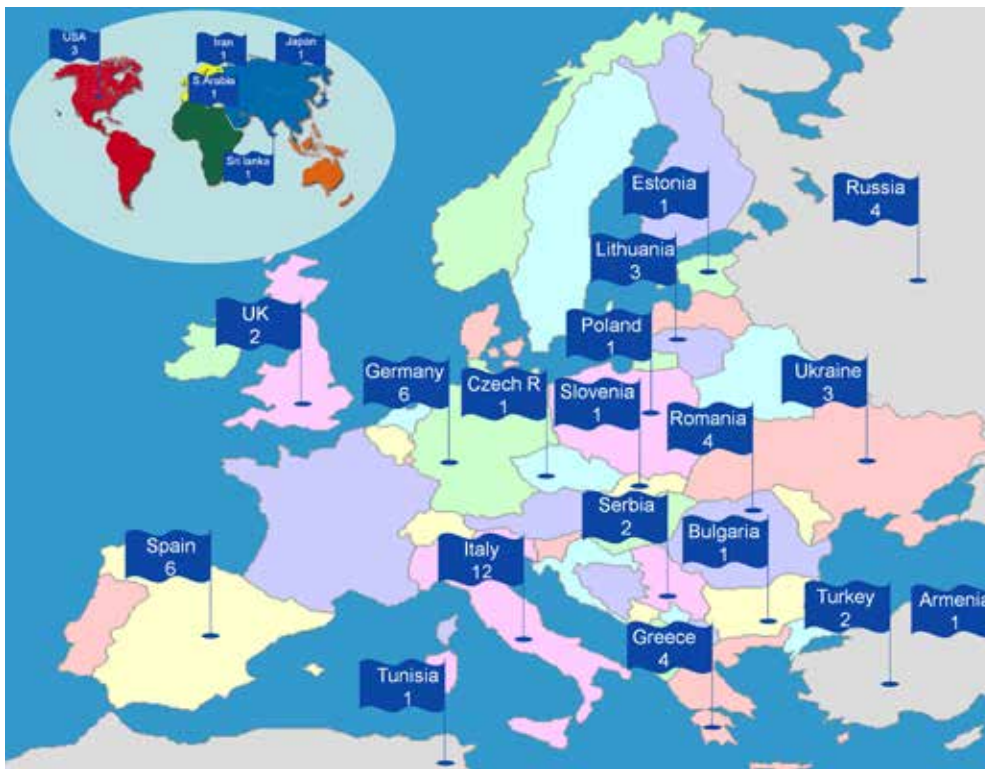 USA
3
Iran
1
Japan
1
S.Arabia
1
Sri lanka
1
Estonia
1
Russia
4
Lithuania
3
UK
2
Poland
1
Germany
6
Czech R
1
Slovenia
1
Ukraine
3
Romania
4
Serbia
2
Bulgaria
1
Spain
6
Italy
12
Turkey
2
Armenia
1
Greece
4
Tunisia
1